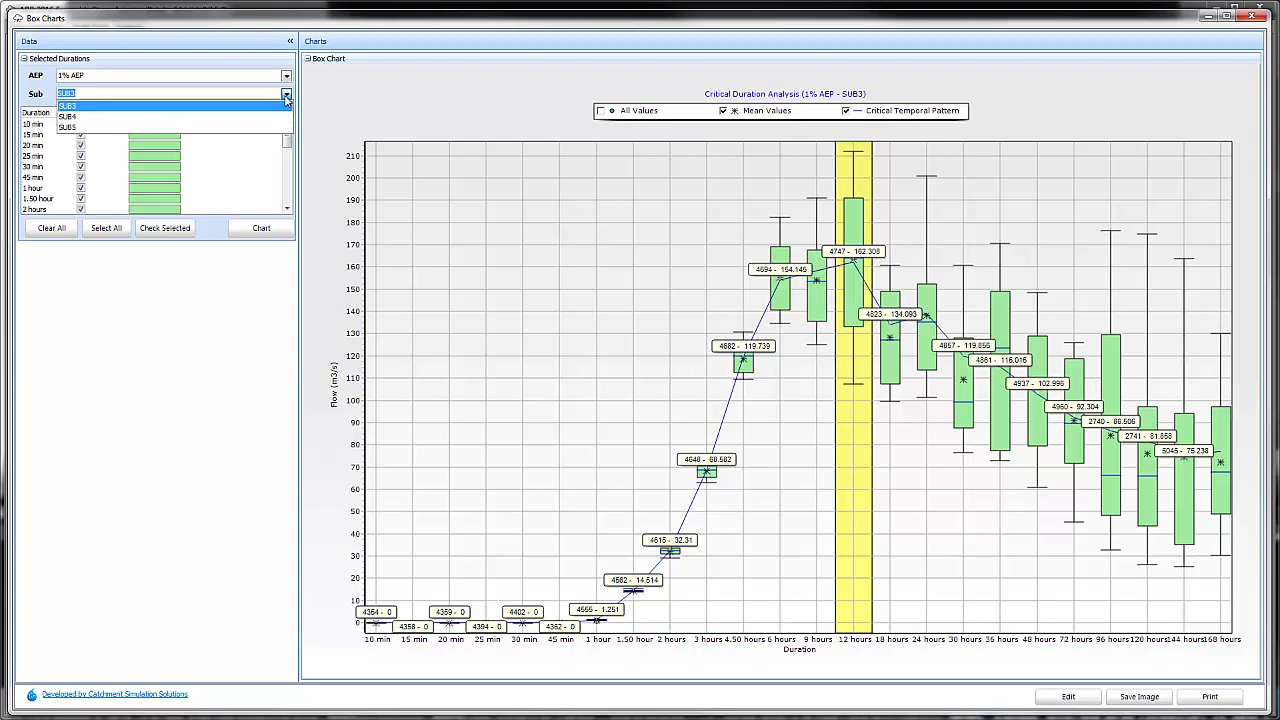 Box Charts
Data
«
Charts
Selected Durations
Box Chart
AEP 1% AEP
Sub SUB3
SUB3
SUB4
SUB5
Duration
10 min
15 min
20 min
25 min
30 min
45 min
1 hour
1.50 hour
2 hours
Clear All Select All Check Selected Chart
Critical Duration Analysis (1% AEP - SUB3)
All Values Mean Values Critical Temporal Pattern
210
200
190
180
170
160
150
140
130
120
110
100
90
80
70
60
50
40
30
20
10
0
Flow (m3/s)
4747 - 162.308
4694 - 154.145
4823 - 134.093
4682 - 119.739
4857 - 119.856
4861 - 115.015
4937 - 102.996
4960 - 92.304
2740 - 86.506
2741 - 81.858
5045 - 75.238
4648 - 68.582
4615 - 32.31
4562 - 14.514
4555 - 1.251
4364 - 0 4359 - 0 4402 - 0
4358 - 0 4394 - 0 4362 - 0
10 min 15 min 20 min 25 min 30 min 45 min 1 hour 1.50 hour 2 hours 3 hours 4.50 hours 6 hours 9 hours 12 hours 18 hours 24 hours 30 hours 36 hours 48 hours 72 hours 96 hours 120 hours 144 hours 168 hours
Duration
Developed by Catchment Simulation Solutions
Edit Save Image Print